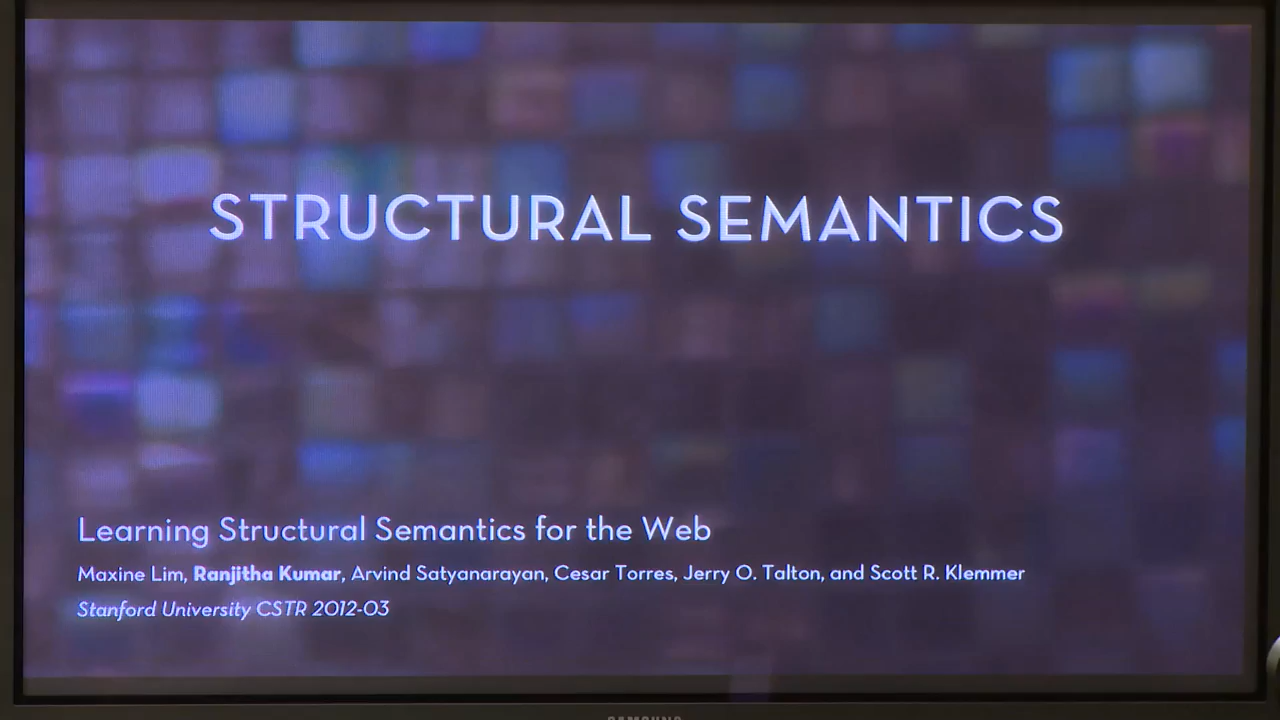 STRUCTURAL SEMANTICS
Learning Structural Semantics for the Web
Maxine Lim, Ranjitha Kumar, Arvind Satyanarayan, Cesar Torres, Jerry O. Talton, and Scott R. Klemmer
Stanford University CSTR 2012-03
SAMSUNG